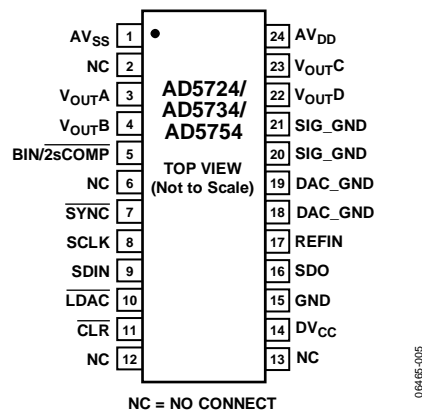 AVSS 1
NC 2
VOUTA 3
VOUTB 4
BIN/2sCOMP 5
NC 6
SYNC 7
SCLK 8
SDIN 9
LDAC 10
CLR 11
NC 12
AD5724/
AD5734/
AD5754
TOP VIEW
(Not to Scale)
24 AVDD
23 VOUTC
22 VOUTD
21 SIG_GND
20 SIG_GND
19 DAC_GND
18 DAC_GND
17 REFIN
16 SDO
15 GND
14 DVCC
13 NC
NC = NO CONNECT
06465-005